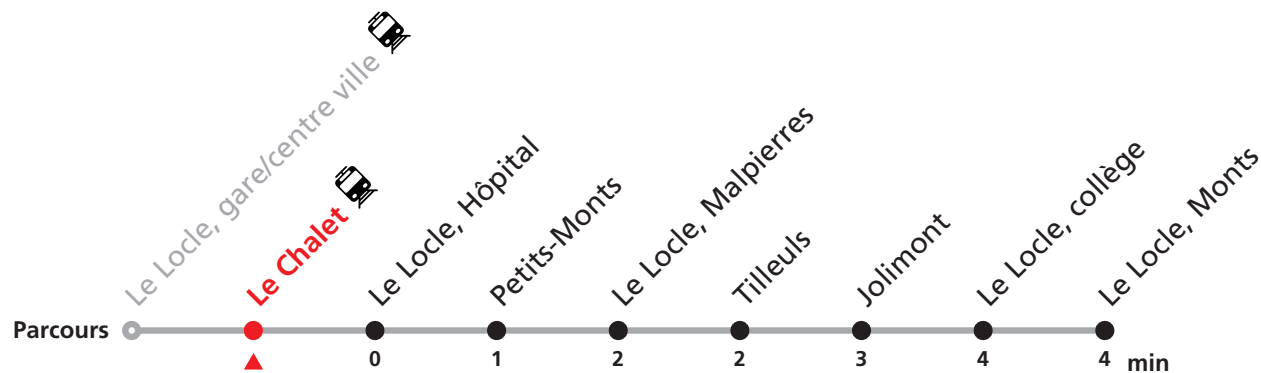 Le Locle, gare/centre ville
Le Chalet
Le Locle, Hôpital
Petits-Monts
Le Locle, Malpierres
Tilleuls
Jolimont
Le Locle, collège
Le Locle, Monts
Parcours
0 1 2 2 3 4 4 min